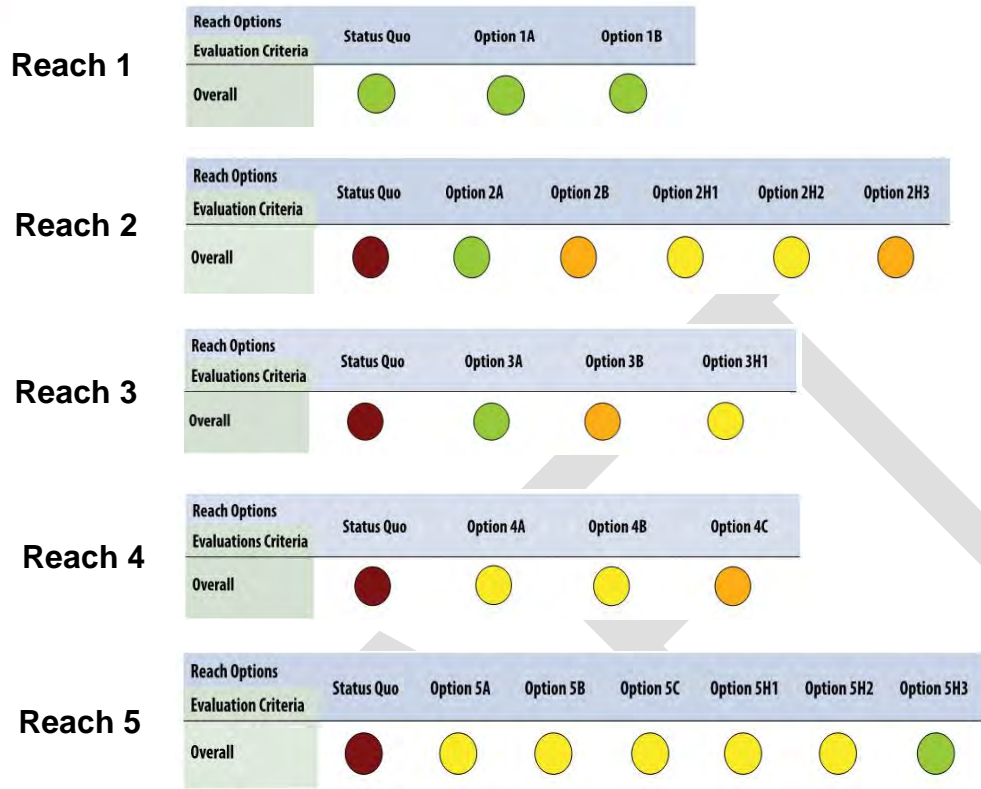 Reach 1
Reach Options
Evaluation Criteria
Status Quo Option 1A Option 1B
Overall
Reach 2
Reach Options
Evaluation Criteria
Status Quo Option 2A Option 2B Option 2H1 Option 2H2 Option 2H3
Overall
Reach 3
Reach Options
Evaluations Criteria
Status Quo Option 3A Option 3B Option 3H1
Overall
Reach 4
Reach Options
Evaluations Criteria
Status Quo Option 4A Option 4B Option 4C
Overall
Reach 5
Reach Options
Evaluation Criteria
Status Quo Option 5A Option 5B Option 5C Option 5H1 Option 5H2 Option 5H3
Overall